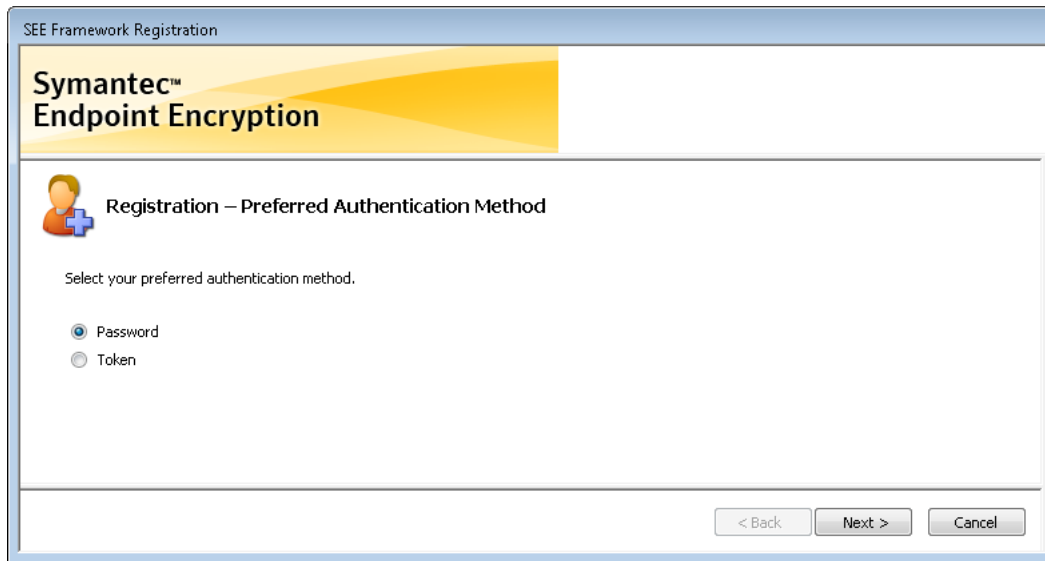 SEE Framework Registration
Symantec™
Endpoint Encryption
Registration – Preferred Authentication Method
Select your preferred authentication method.
Password
Token
< Back Next > Cancel